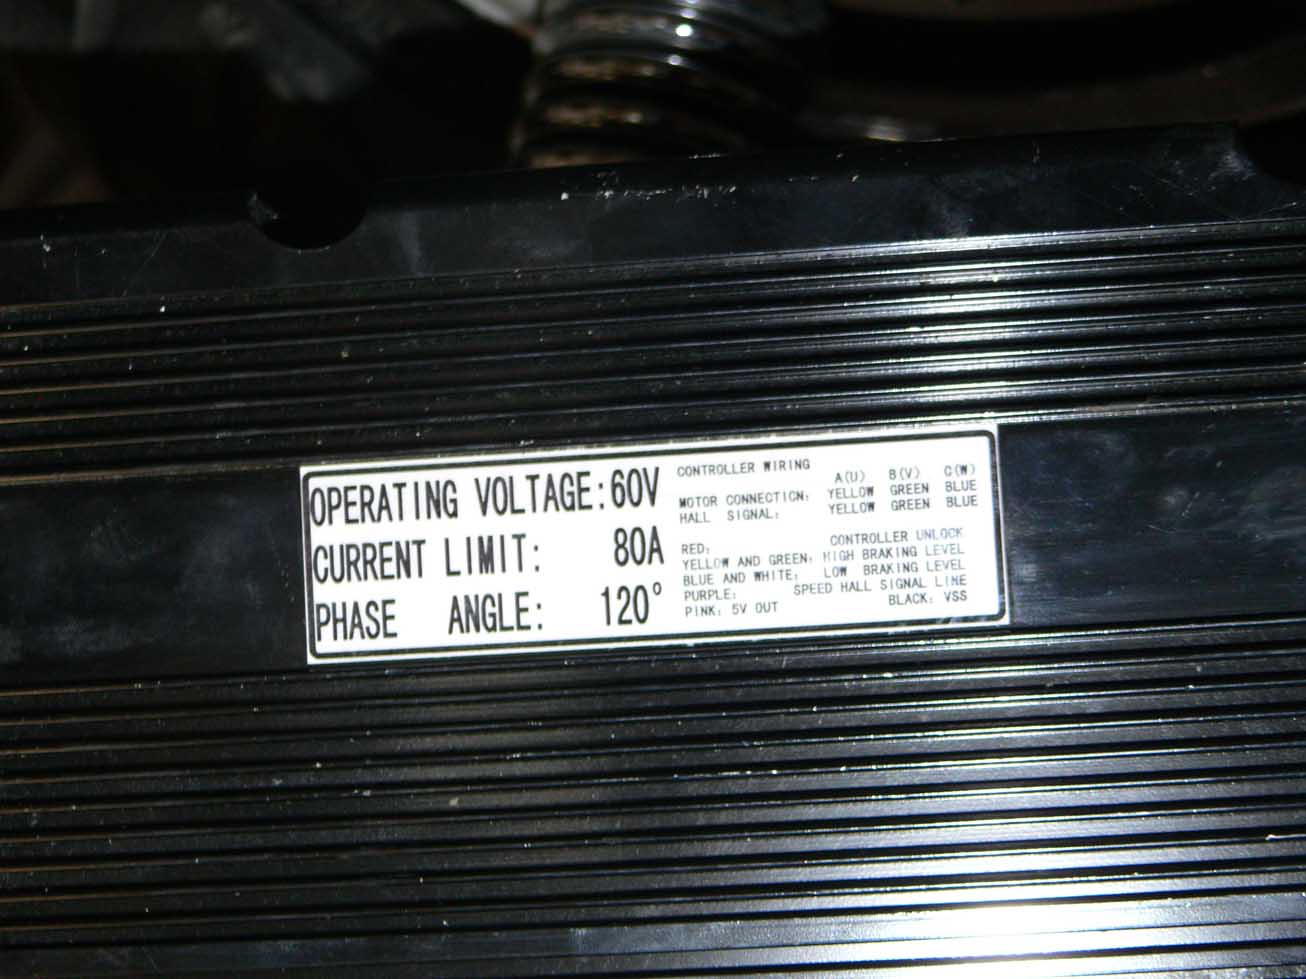 OPERATING VOLTAGE: 60V
CURRENT LIMIT: 80A
PHASE ANGLE: 120°
CONTROLLER WIRING
A(U) B(V) C(W)
MOTOR CONNECTION: YELLOW GREEN BLUE
HALL SIGNAL: YELLOW GREEN BLUE
RED: CONTROLLER UNLOCK
YELLOW AND GREEN: HIGH BRAKING LEVEL
BLUE AND WHITE: LOW BRAKING LEVEL
PURPLE: SPEED HALL SIGNAL LINE
PINK: 5V OUT BLACK: VSS